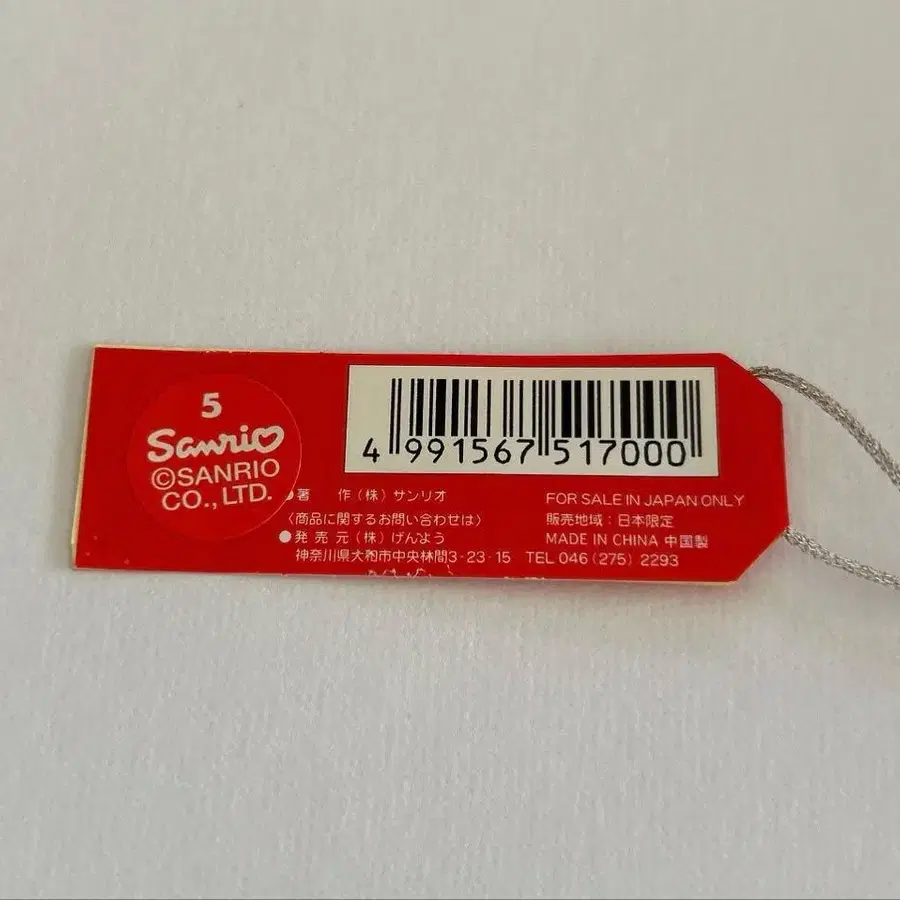 5
Sanrio
©SANRIO
CO., LTD.
4 991567 517000
●著 作(株)サンリオ
〈商品に関するお問い合わせは〉
●発売元(株)げんよう
神奈川県大和市中央林間3-23-15 TEL 046(275)2293
FOR SALE IN JAPAN ONLY
販売地域:日本限定
MADE IN CHINA 中国製